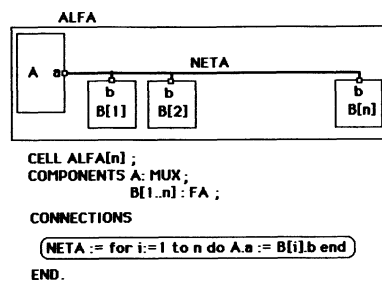 ALFA
A a NETA
b b b
B[1] B[2] B[n]
CELL ALFA[n] ;
COMPONENTS A: MUX ;
B[1..n] : FA ;
CONNECTIONS
NETA := for i:=1 to n do A.a := B[i].b end
END.